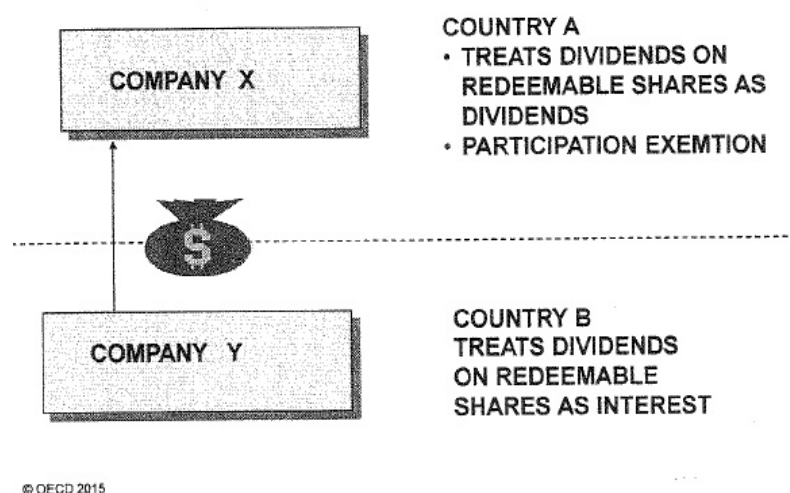 COMPANY X
COUNTRY A
• TREATS DIVIDENDS ON
REDEEMABLE SHARES AS
DIVIDENDS
• PARTICIPATION EXEMTION
$
COMPANY Y
COUNTRY B
TREATS DIVIDENDS
ON REDEEMABLE
SHARES AS INTEREST
© OECD 2015